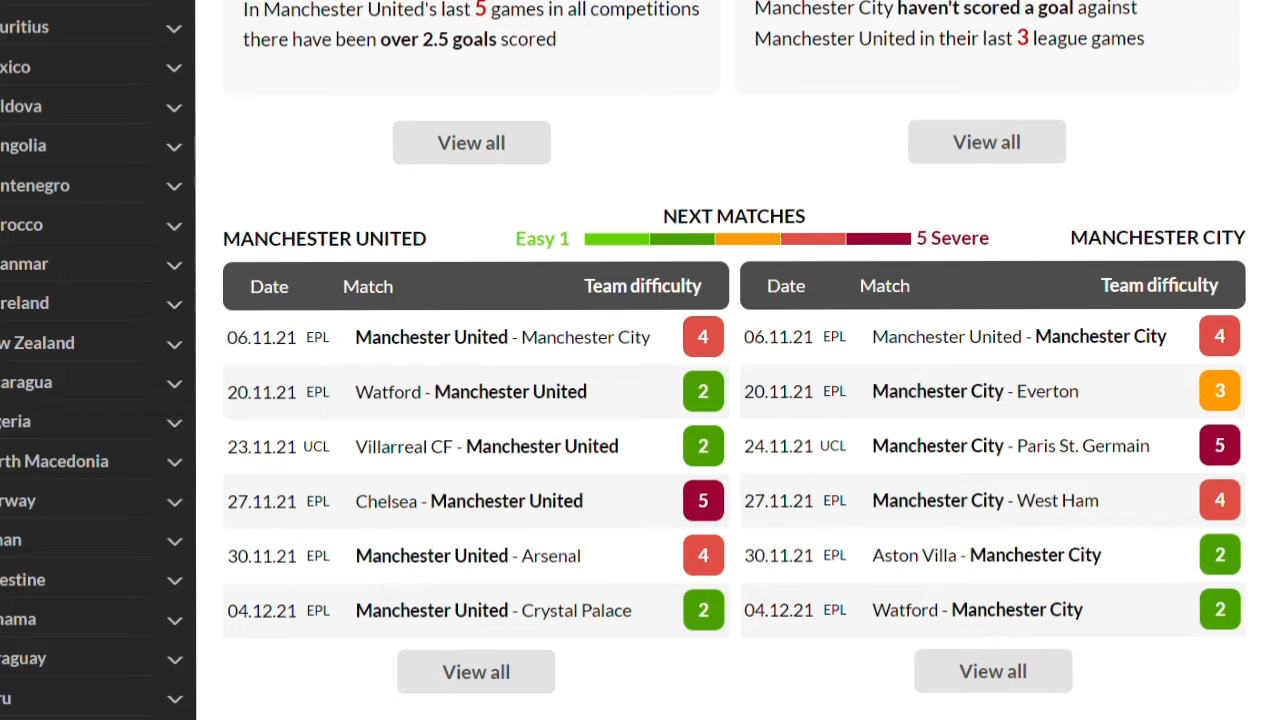 uritius
xico
ldova
ngolia
ntenegro
rocco
anmar
reland
w Zealand
caragua
geria
rth Macedonia
rway
nan
estine
nama
raguay
ru
In Manchester United's last 5 games in all competitions
there have been over 2.5 goals scored
Manchester City haven't scored a goal against
Manchester United in their last 3 league games
View all
View all
NEXT MATCHES
MANCHESTER UNITED
Easy 1
5 Severe
MANCHESTER CITY
Date Match Team difficulty
06.11.21 EPL Manchester United - Manchester City 4
20.11.21 EPL Watford - Manchester United 2
23.11.21 UCL Villarreal CF - Manchester United 2
27.11.21 EPL Chelsea - Manchester United 5
30.11.21 EPL Manchester United - Arsenal 4
04.12.21 EPL Manchester United - Crystal Palace 2
View all
Date Match Team difficulty
06.11.21 EPL Manchester United - Manchester City 4
20.11.21 EPL Manchester City - Everton 3
24.11.21 UCL Manchester City - Paris St. Germain 5
27.11.21 EPL Manchester City - West Ham 4
30.11.21 EPL Aston Villa - Manchester City 2
04.12.21 EPL Watford - Manchester City 2
View all